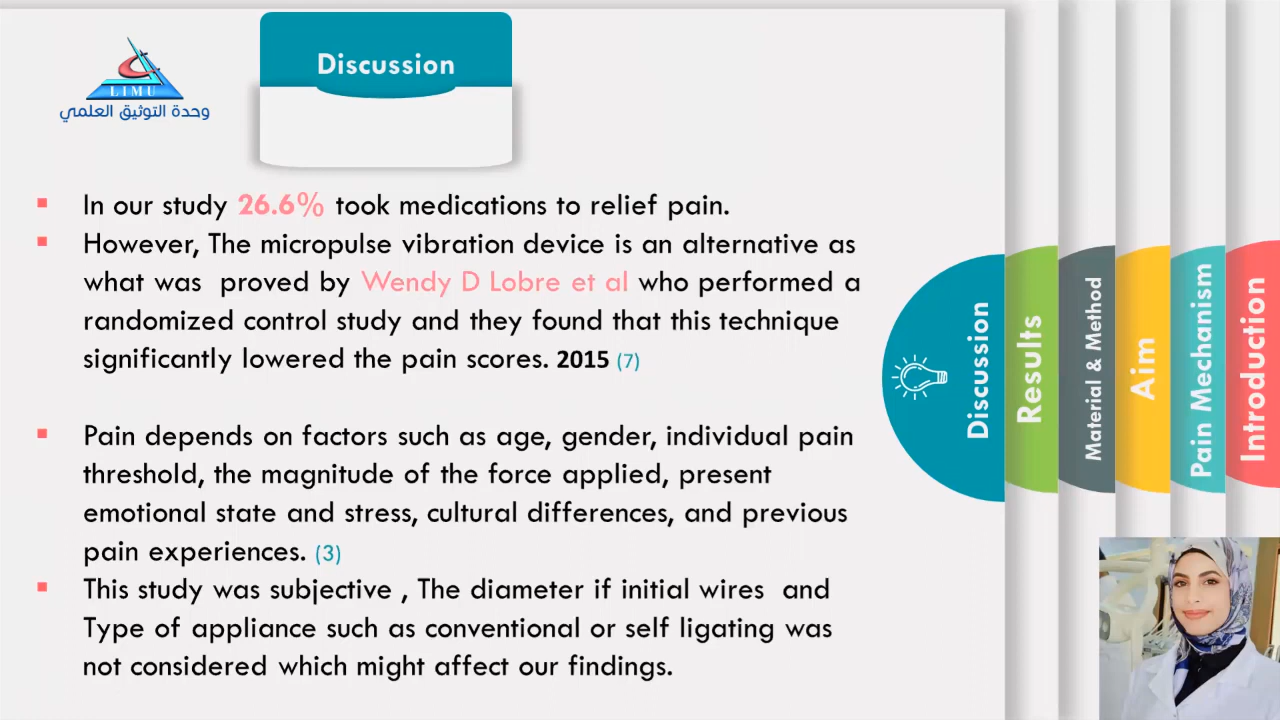 LIMU
وحدة التوثيق العلمي
Discussion
In our study 26.6% took medications to relief pain.
However, The micropulse vibration device is an alternative as
what was proved by Wendy D Lobre et al who performed a
randomized control study and they found that this technique
significantly lowered the pain scores. 2015 (7)
Pain depends on factors such as age, gender, individual pain
threshold, the magnitude of the force applied, present
emotional state and stress, cultural differences, and previous
pain experiences. (3)
This study was subjective , The diameter if initial wires and
Type of appliance such as conventional or self ligating was
not considered which might affect our findings.
Discussion
Results
Material & Method
Aim
Pain Mechanism
Introduction